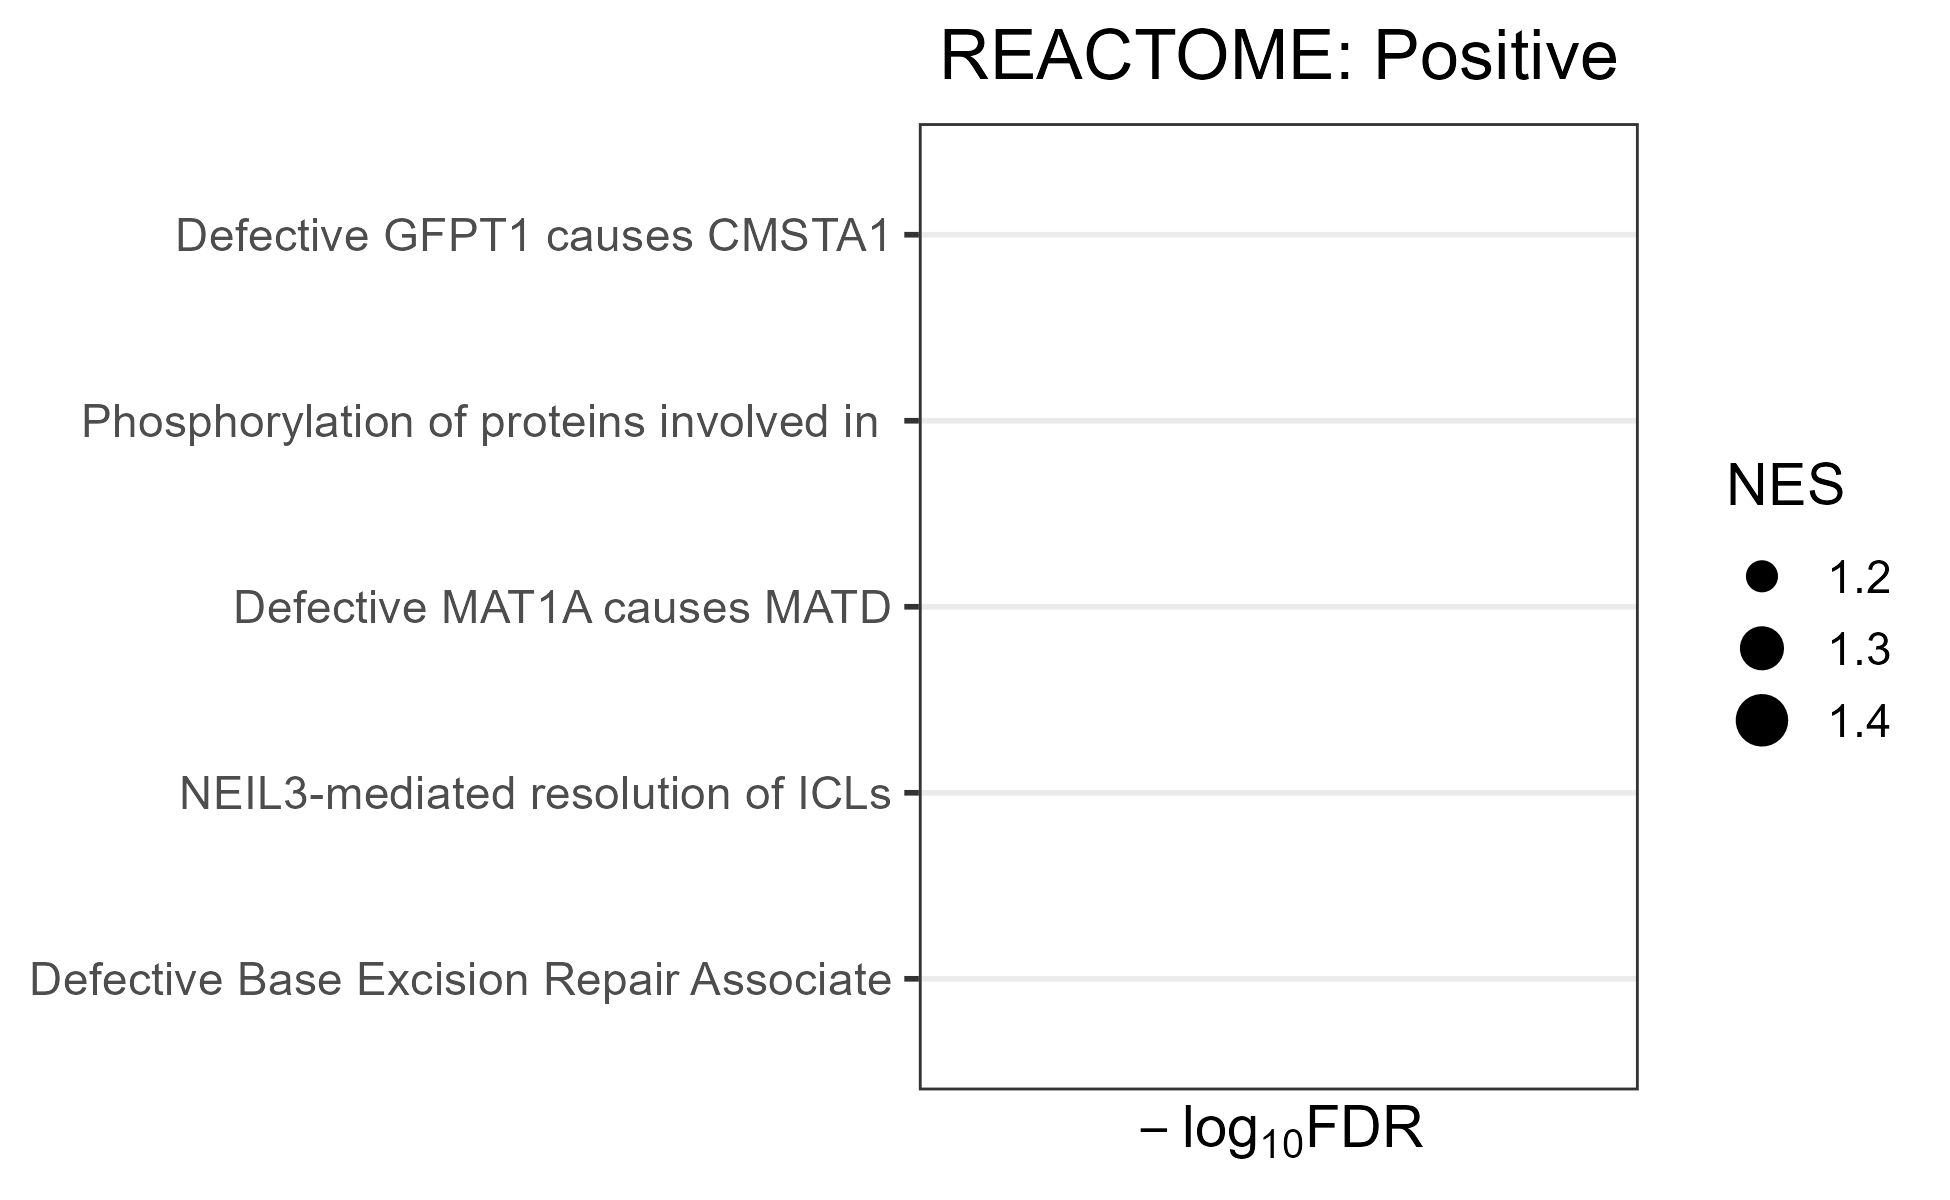 REACTOME: Positive
Defective GFPT1 causes CMSTA1
Phosphorylation of proteins involved in
Defective MAT1A causes MATD
NEIL3-mediated resolution of ICLs
Defective Base Excision Repair Associate
NES
1.2
1.3
1.4
– log₁₀FDR